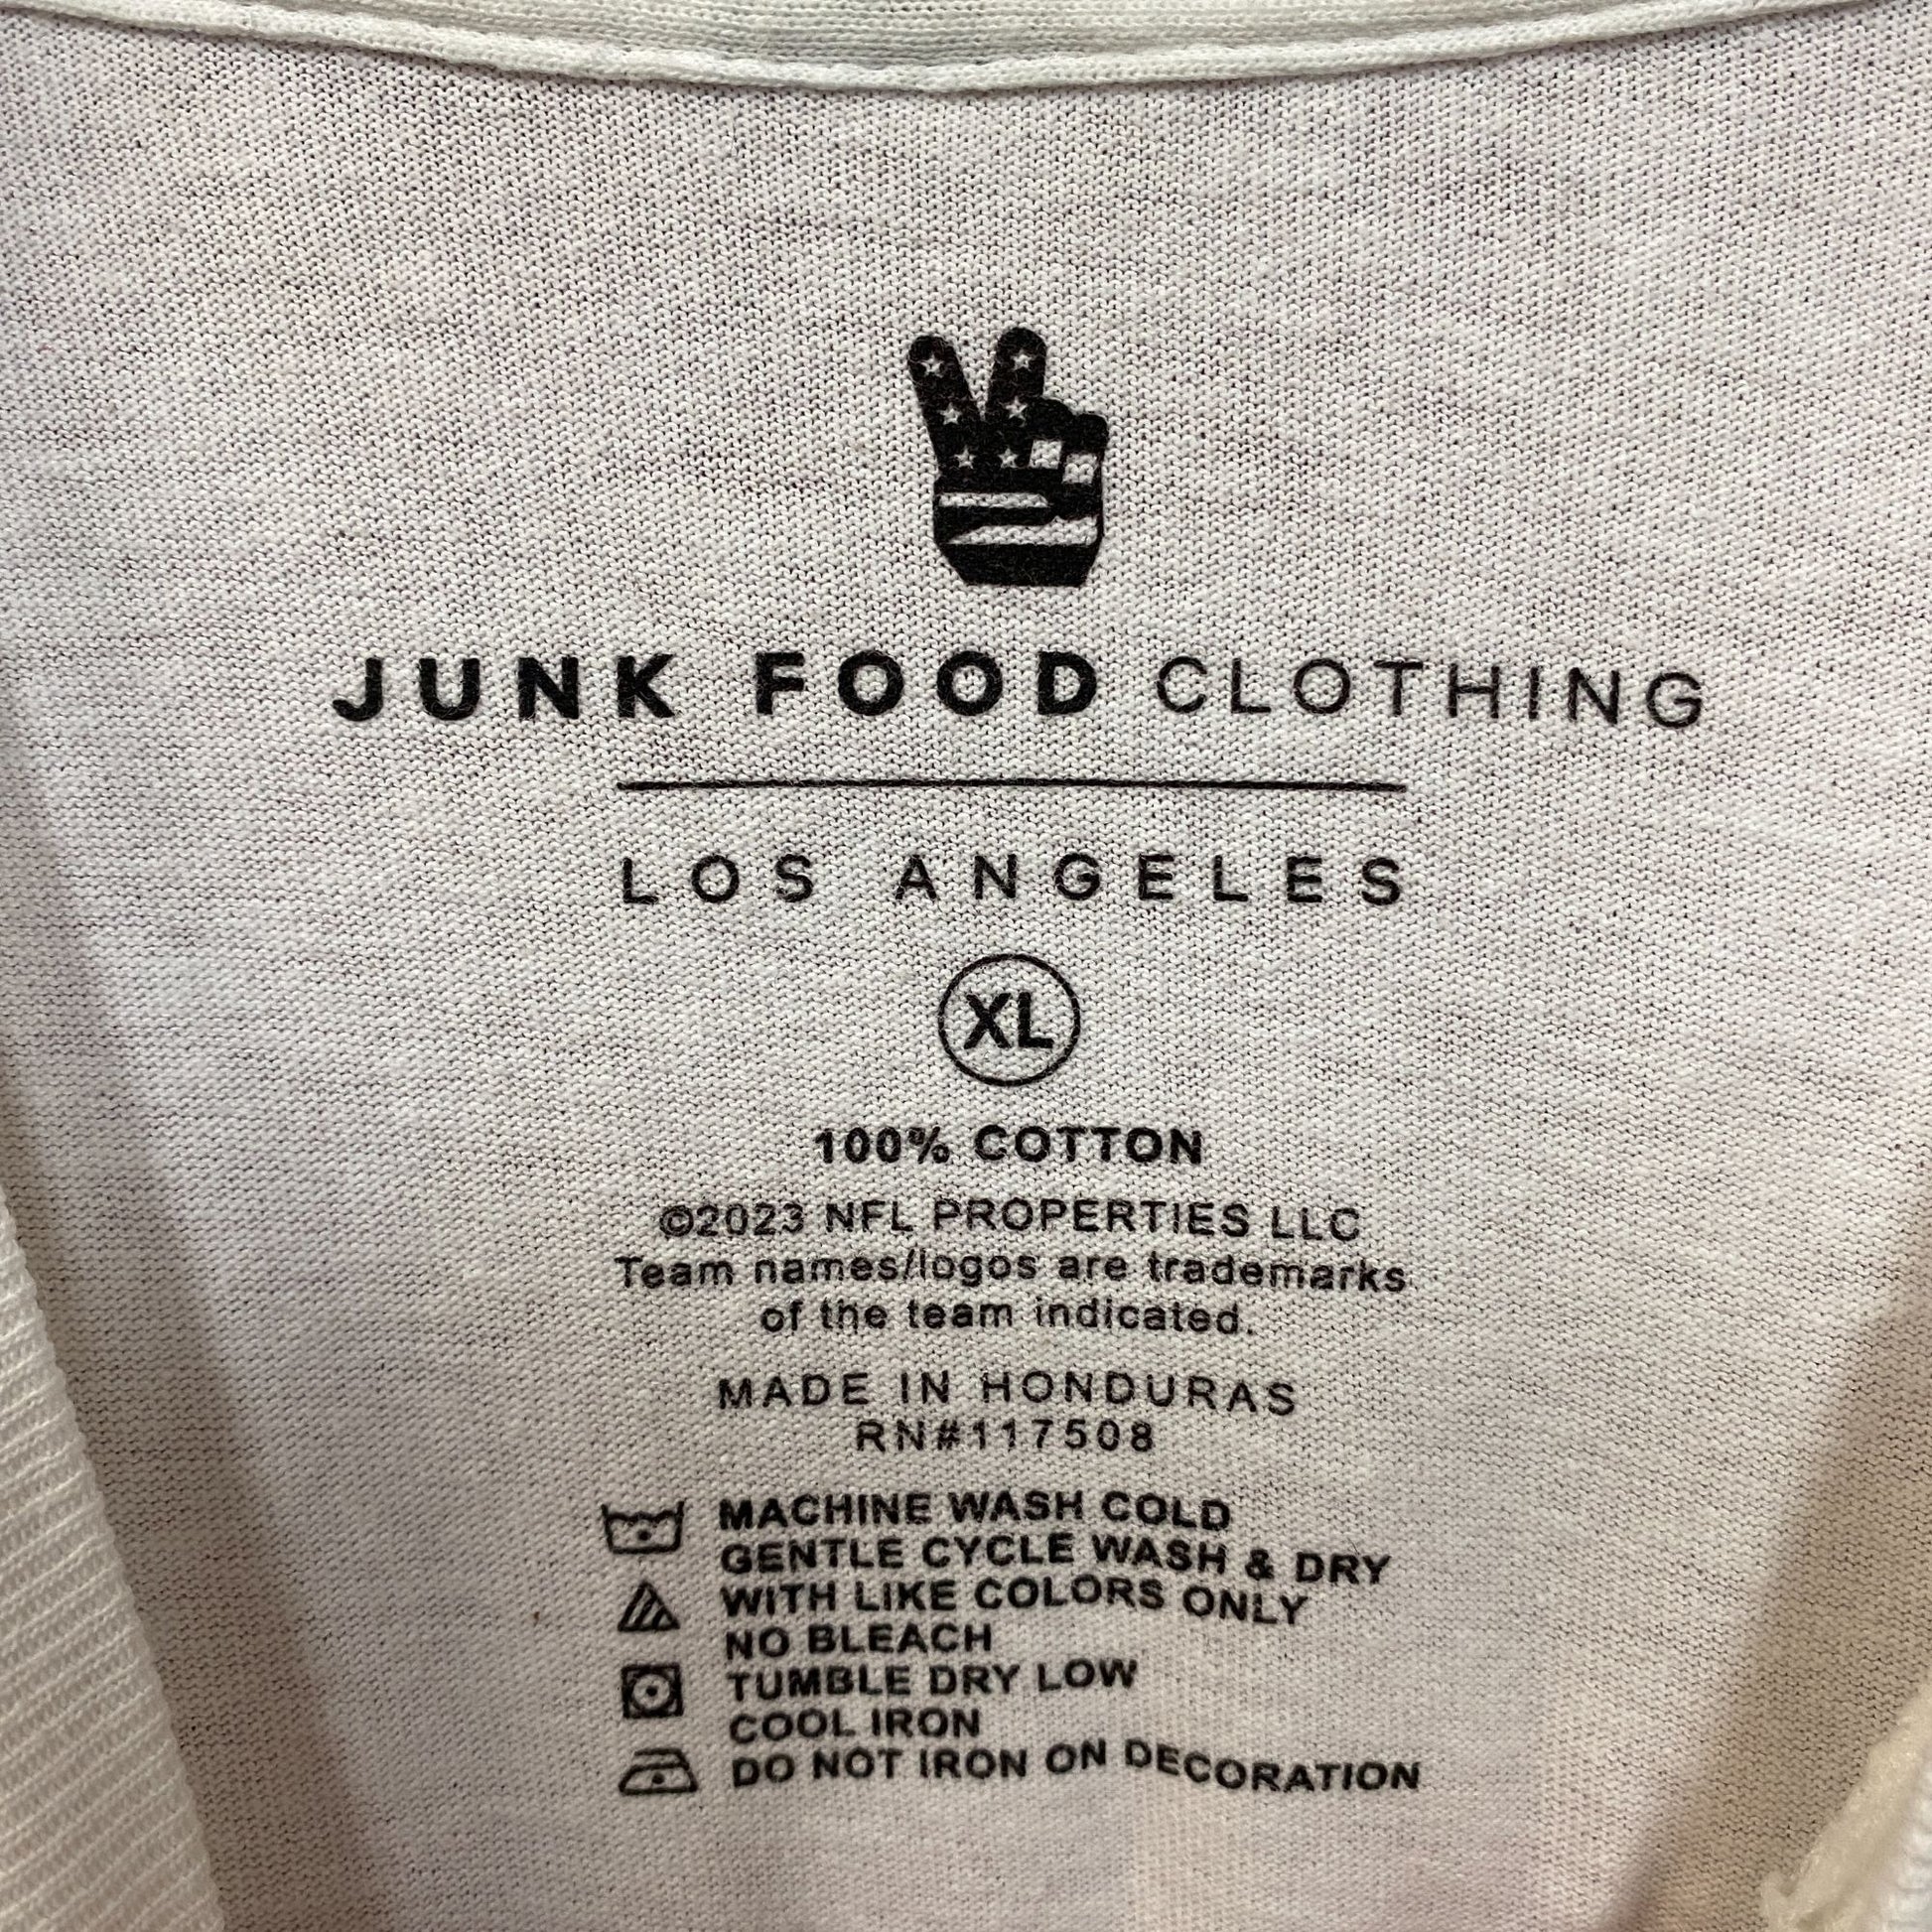 JUNK FOOD CLOTHING
LOS ANGELES
XL
100% COTTON
©2023 NFL PROPERTIES LLC
Team names/logos are trademarks
of the team indicated.
MADE IN HONDURAS
RN#117508
MACHINE WASH COLD
GENTLE CYCLE WASH & DRY
WITH LIKE COLORS ONLY
NO BLEACH
TUMBLE DRY LOW
COOL IRON
DO NOT IRON ON DECORATION